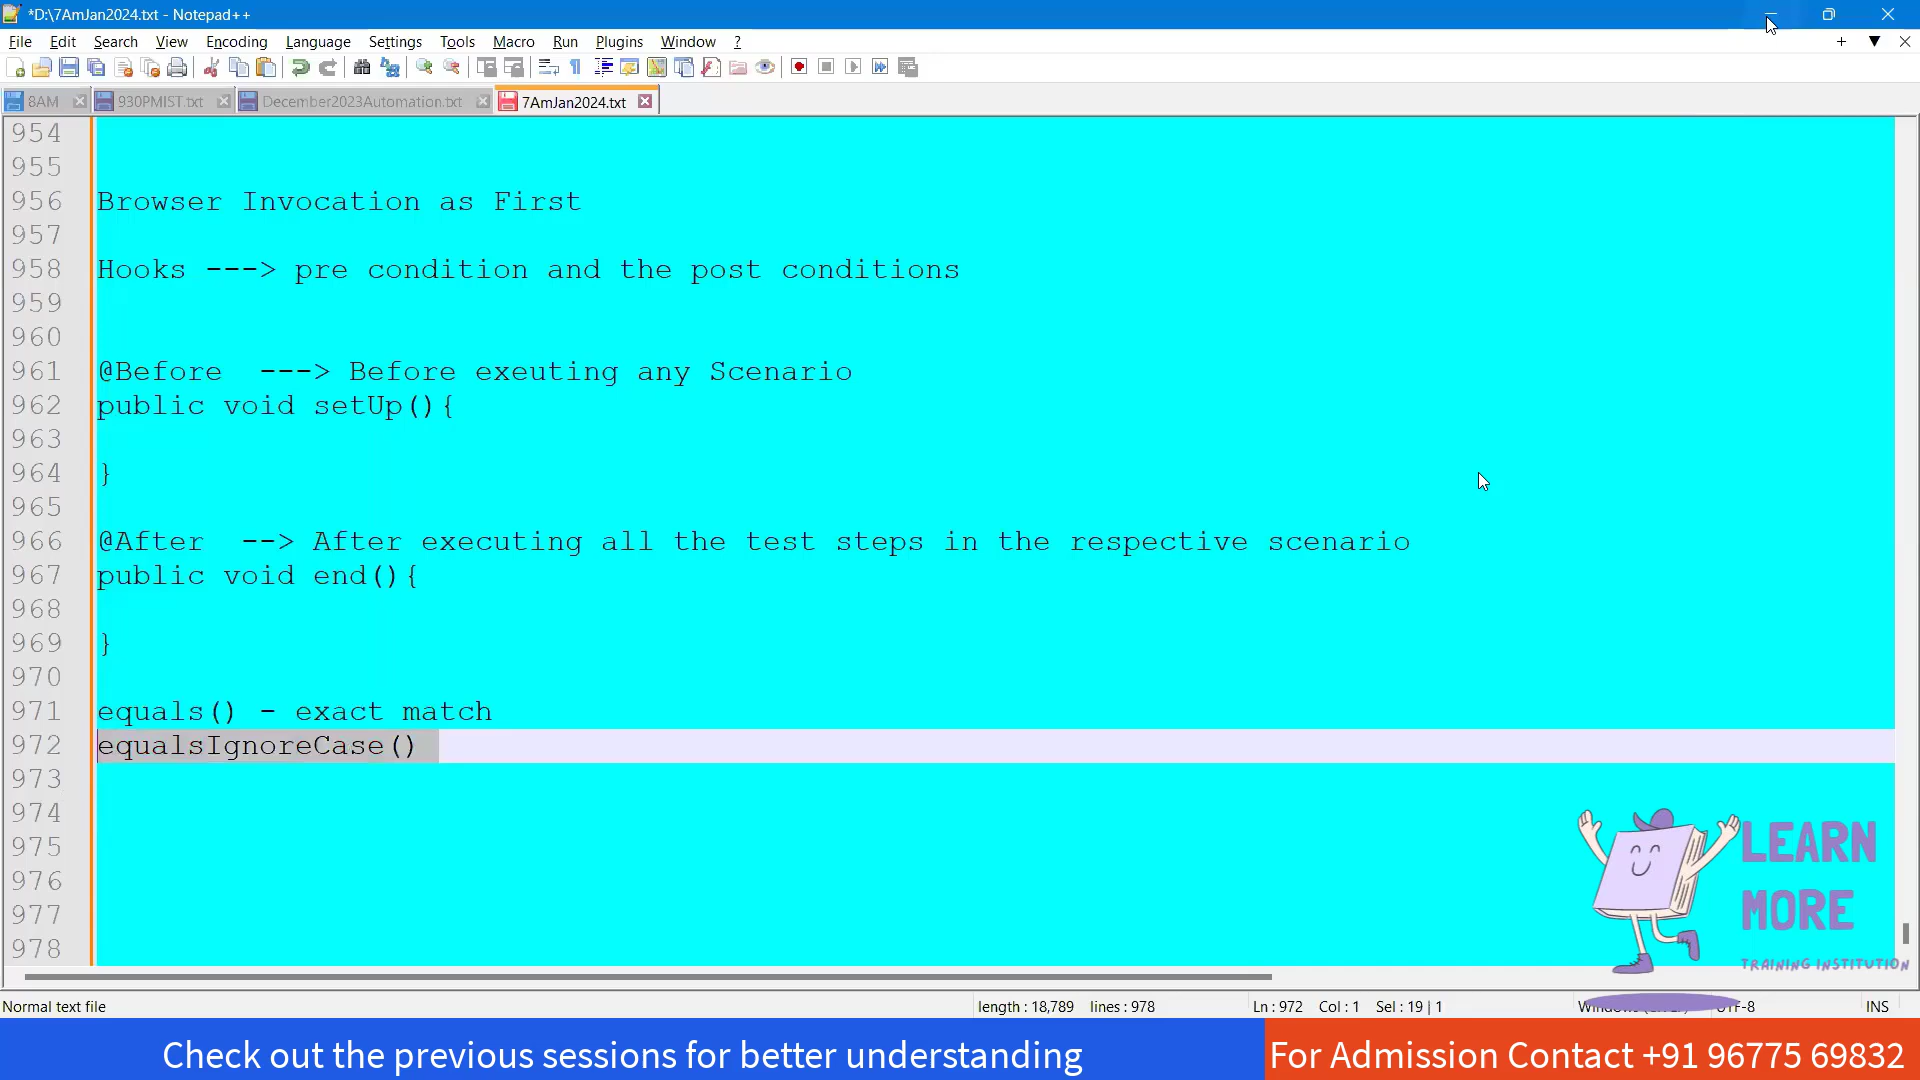 *D:\7AmJan2024.txt - Notepad++
File Edit Search View Encoding Language Settings Tools Macro Run Plugins Window ?
8AM 930PMIST.txt December2023Automation.txt 7AmJan2024.txt
954
955
956 Browser Invocation as First
957
958 Hooks ---> pre condition and the post conditions
959
960
961 @Before ---> Before exeuting any Scenario
962 public void setUp(){
963
964 }
965
966 @After --> After executing all the test steps in the respective scenario
967 public void end(){
968
969 }
970
971 equals() - exact match
972 equalsIgnoreCase()
973
974
975
976
977
978
LEARN
MORE
TRAINING INSTITUTION
Normal text file length : 18,789 lines : 978 Ln : 972 Col : 1 Sel : 19 | 1 UTF-8 INS
Check out the previous sessions for better understanding
For Admission Contact +91 96775 69832